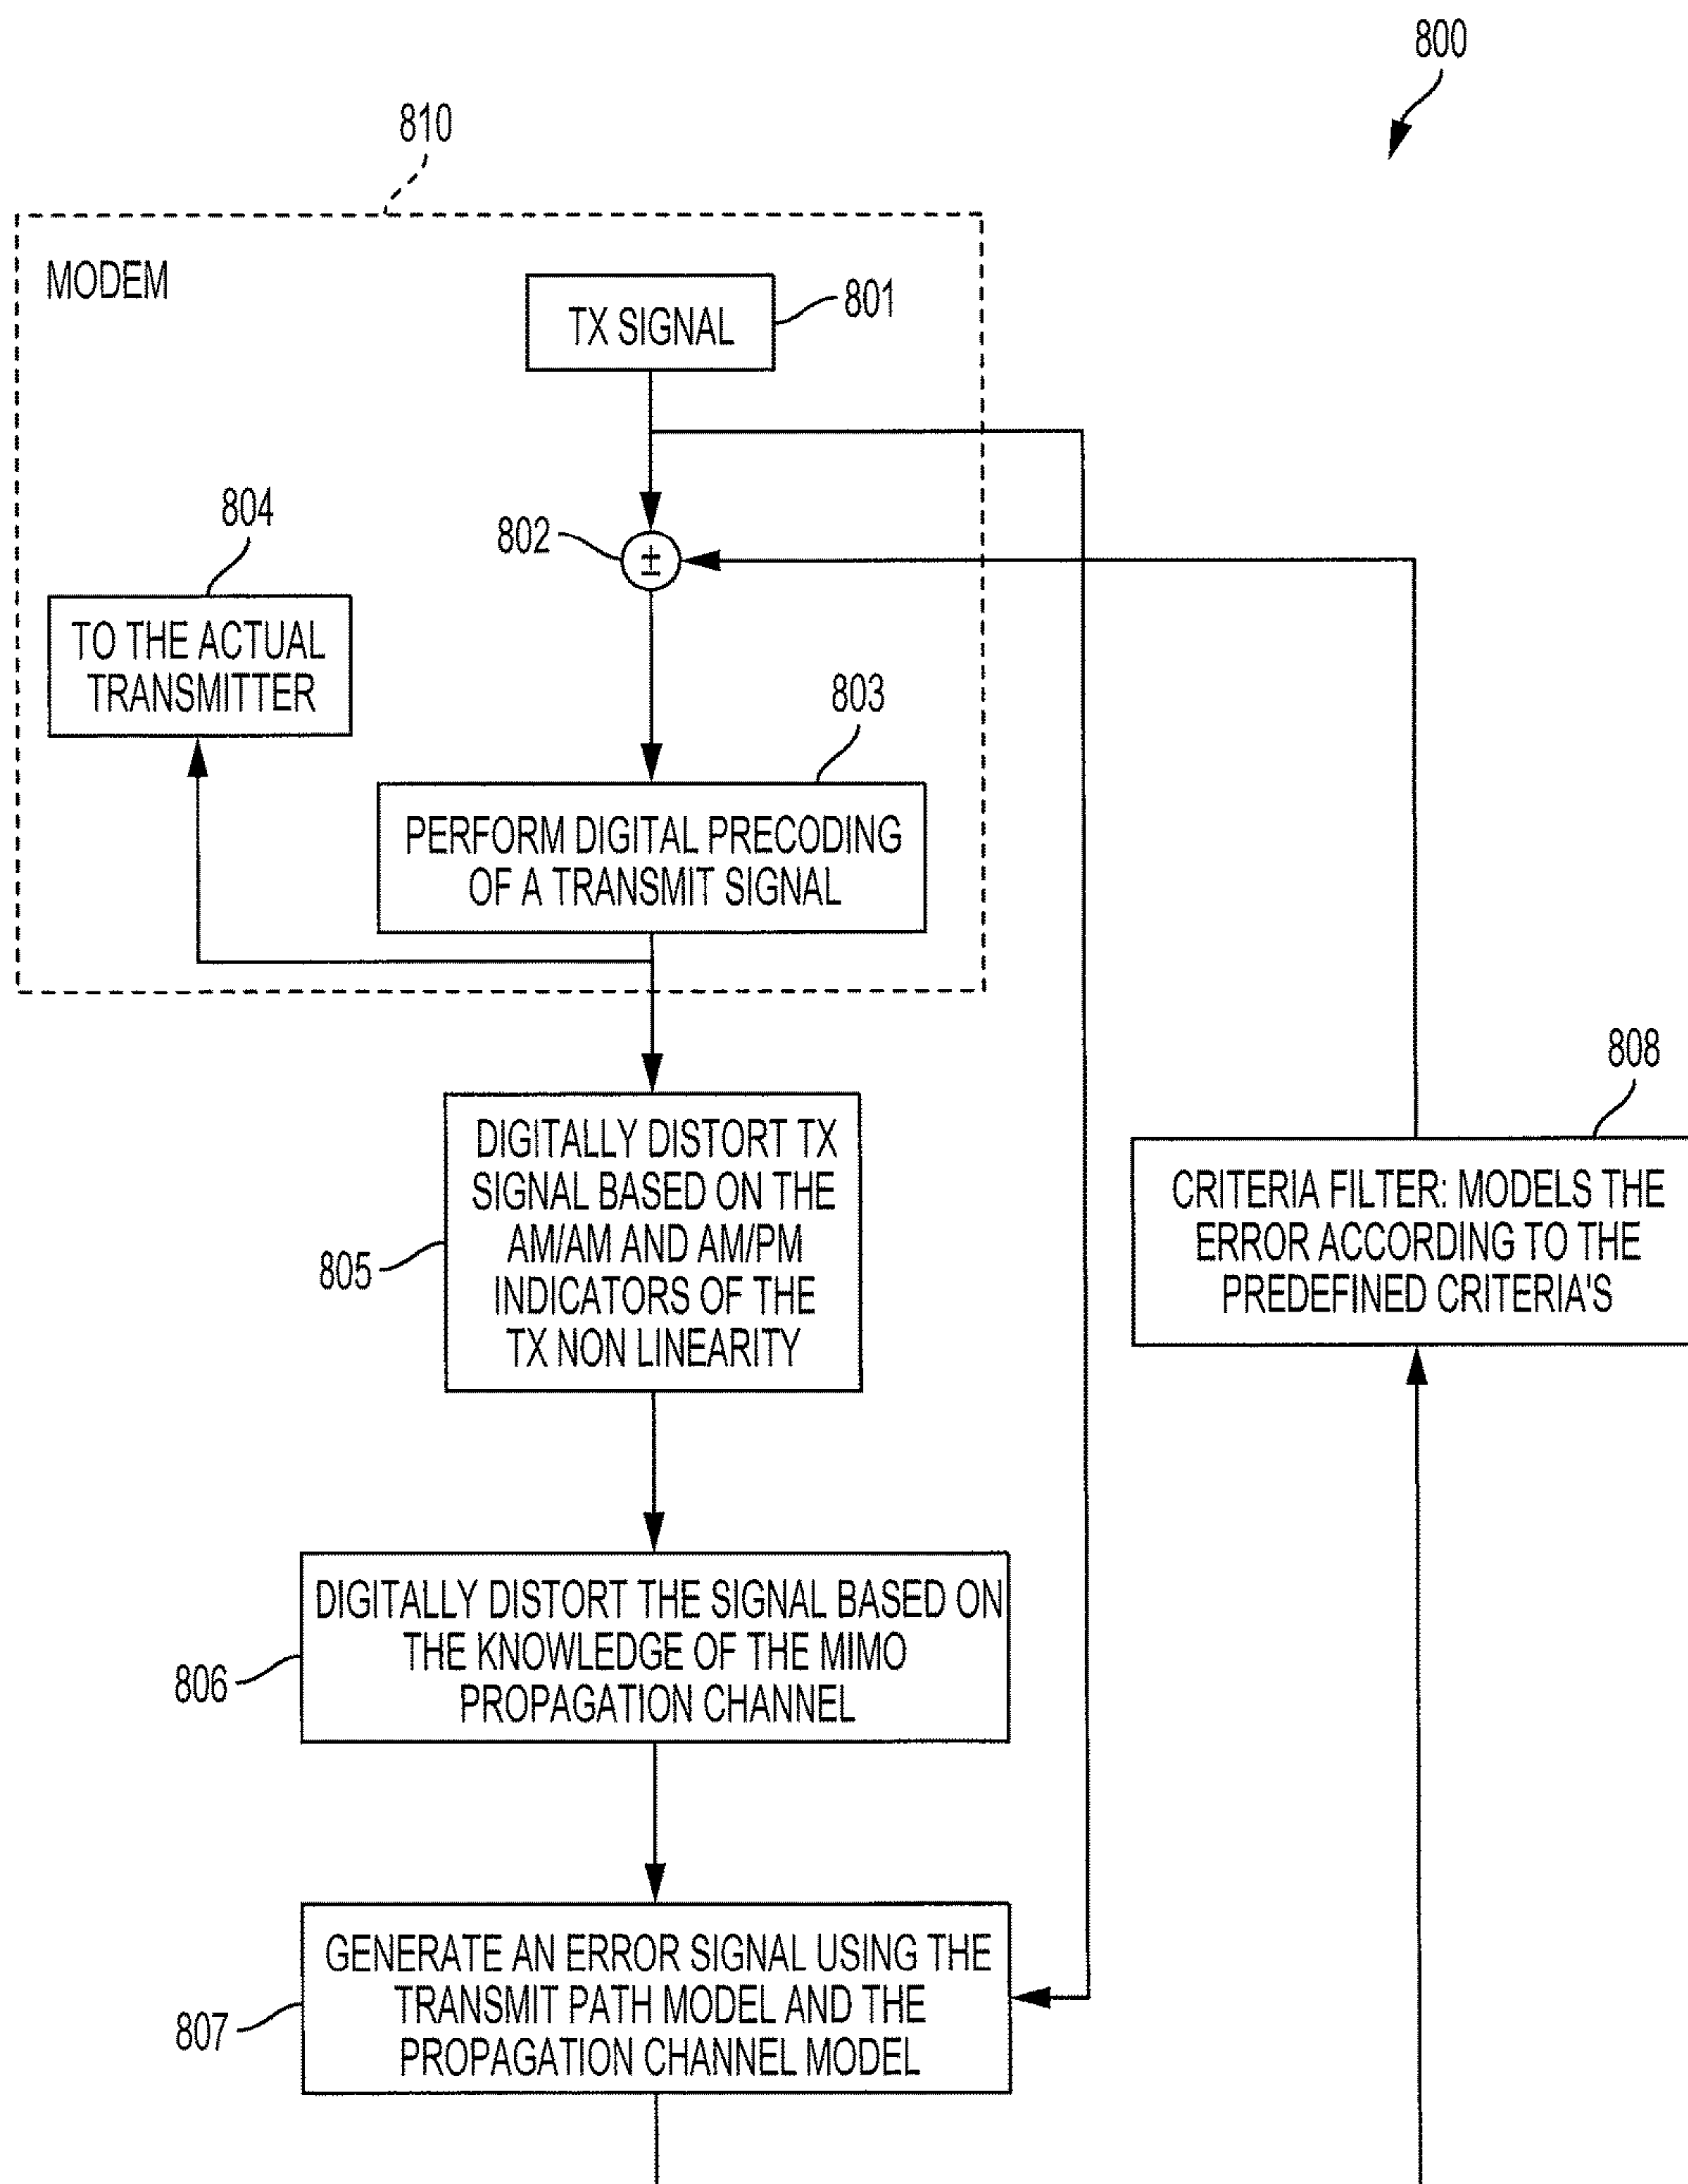 800
810
MODEM
TX SIGNAL
801
804
802
±
TO THE ACTUAL
TRANSMITTER
803
PERFORM DIGITAL PRECODING
OF A TRANSMIT SIGNAL
808
DIGITALLY DISTORT TX
SIGNAL BASED ON THE
AM/AM AND AM/PM
INDICATORS OF THE
TX NON LINEARITY
805
CRITERIA FILTER: MODELS THE
ERROR ACCORDING TO THE
PREDEFINED CRITERIA'S
DIGITALLY DISTORT THE SIGNAL BASED ON
THE KNOWLEDGE OF THE MIMO
PROPAGATION CHANNEL
806
GENERATE AN ERROR SIGNAL USING THE
TRANSMIT PATH MODEL AND THE
PROPAGATION CHANNEL MODEL
807